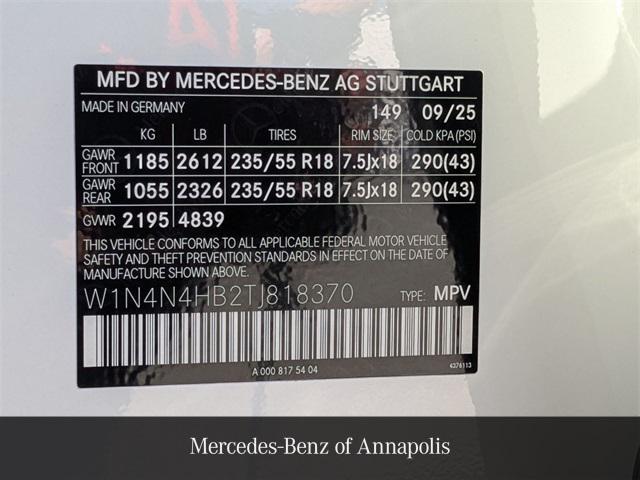 MFD BY MERCEDES-BENZ AG STUTTGART
MADE IN GERMANY 149 09/25
KG LB TIRES RIM SIZE COLD KPA(PSI)
GAWR FRONT 1185 2612 235/55 R18 7.5Jx18 290(43)
GAWR REAR 1055 2326 235/55 R18 7.5Jx18 290(43)
GVWR 2195 4839
THIS VEHICLE CONFORMS TO ALL APPLICABLE FEDERAL MOTOR VEHICLE
SAFETY AND THEFT PREVENTION STANDARDS IN EFFECT ON THE DATE OF
MANUFACTURE SHOWN ABOVE.
W1N4N4HB2TJ818370 TYPE: MPV
A 000 817 54 04 4376113
Mercedes-Benz of Annapolis